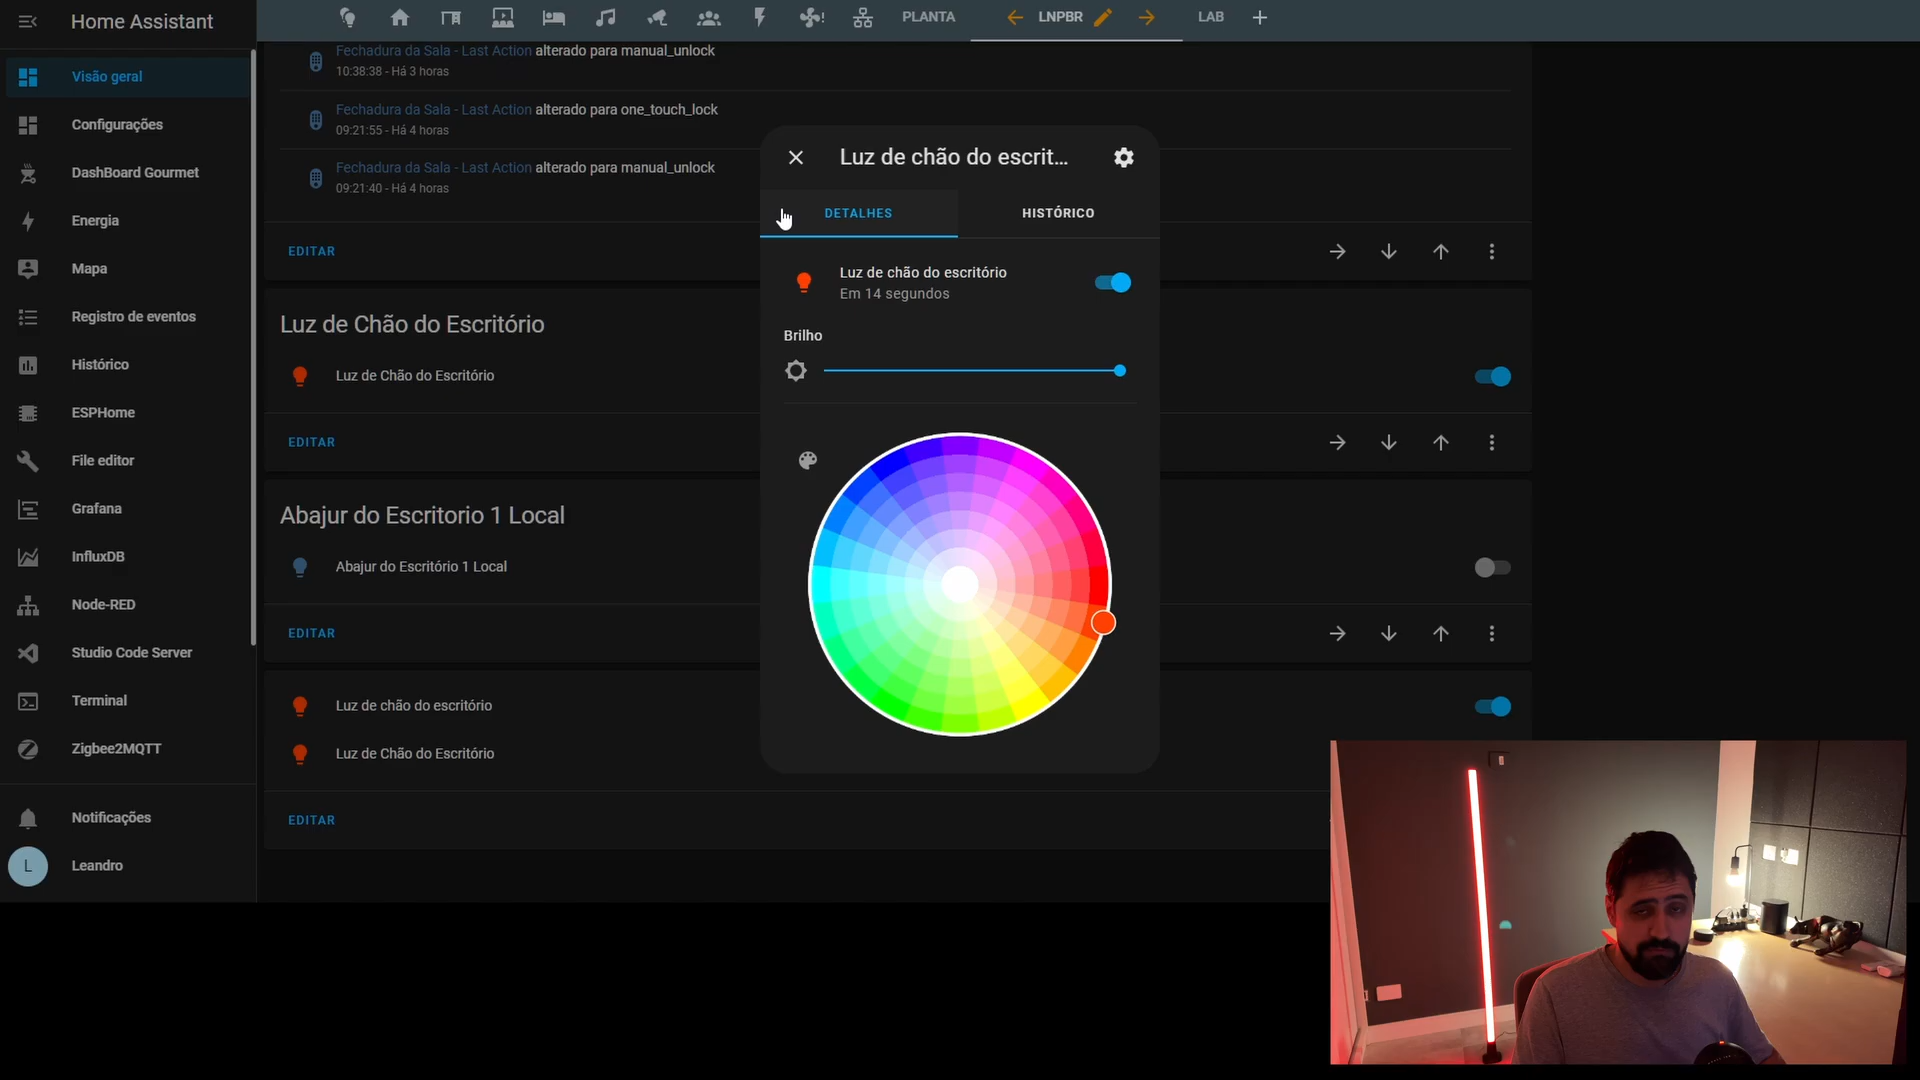 Home Assistant
PLANTA
LNPBR
LAB
Visão geral
Configurações
DashBoard Gourmet
Energia
Mapa
Registro de eventos
Histórico
ESPHome
File editor
Grafana
InfluxDB
Node-RED
Studio Code Server
Terminal
Zigbee2MQTT
Notificações
L
Leandro
Fechadura da Sala - Last Action alterado para manual_unlock
10:38:38 - Há 3 horas
Fechadura da Sala - Last Action alterado para one_touch_lock
09:21:55 - Há 4 horas
Fechadura da Sala - Last Action alterado para manual_unlock
09:21:40 - Há 4 horas
EDITAR
Luz de Chão do Escritório
Luz de Chão do Escritório
EDITAR
Abajur do Escritorio 1 Local
Abajur do Escritório 1 Local
EDITAR
Luz de chão do escritório
Luz de Chão do Escritório
EDITAR
Luz de chão do escrit...
DETALHES
HISTÓRICO
Luz de chão do escritório
Em 14 segundos
Brilho